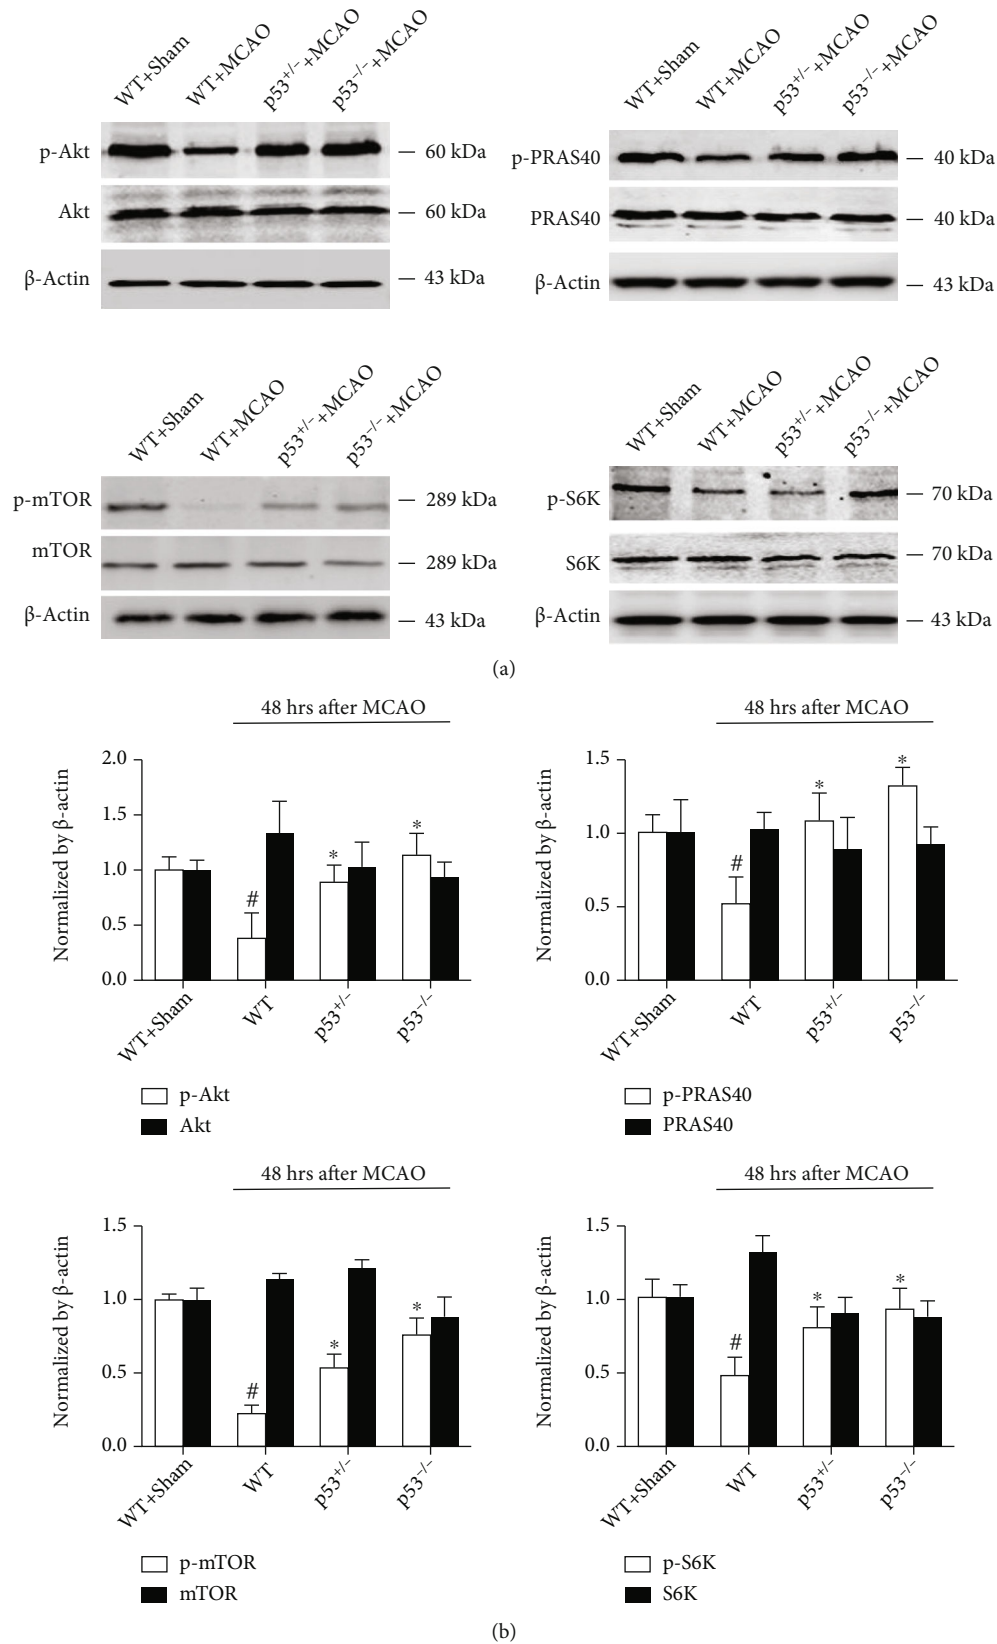 WT+Sham WT+MCAO p53+/−+MCAO p53−/−+MCAO
p-Akt — 60 kDa
Akt — 60 kDa
β-Actin — 43 kDa
WT+Sham WT+MCAO p53+/−+MCAO p53−/−+MCAO
p-PRAS40 — 40 kDa
PRAS40 — 40 kDa
β-Actin — 43 kDa
WT+Sham WT+MCAO p53+/−+MCAO p53−/−+MCAO
p-mTOR — 289 kDa
mTOR — 289 kDa
β-Actin — 43 kDa
WT+Sham WT+MCAO p53+/−+MCAO p53−/−+MCAO
p-S6K — 70 kDa
S6K — 70 kDa
β-Actin — 43 kDa
(a)
48 hrs after MCAO
Normalized by β-actin
2.0
1.5
1.0
0.5
0.0
# * *
WT+Sham WT p53+/− p53−/−
p-Akt
Akt
48 hrs after MCAO
Normalized by β-actin
1.5
1.0
0.5
0.0
# * *
WT+Sham WT p53+/− p53−/−
p-PRAS40
PRAS40
48 hrs after MCAO
Normalized by β-actin
1.5
1.0
0.5
0.0
# * *
WT+Sham WT p53+/− p53−/−
p-mTOR
mTOR
48 hrs after MCAO
Normalized by β-actin
1.5
1.0
0.5
0.0
# * *
WT+Sham WT p53+/− p53−/−
p-S6K
S6K
(b)